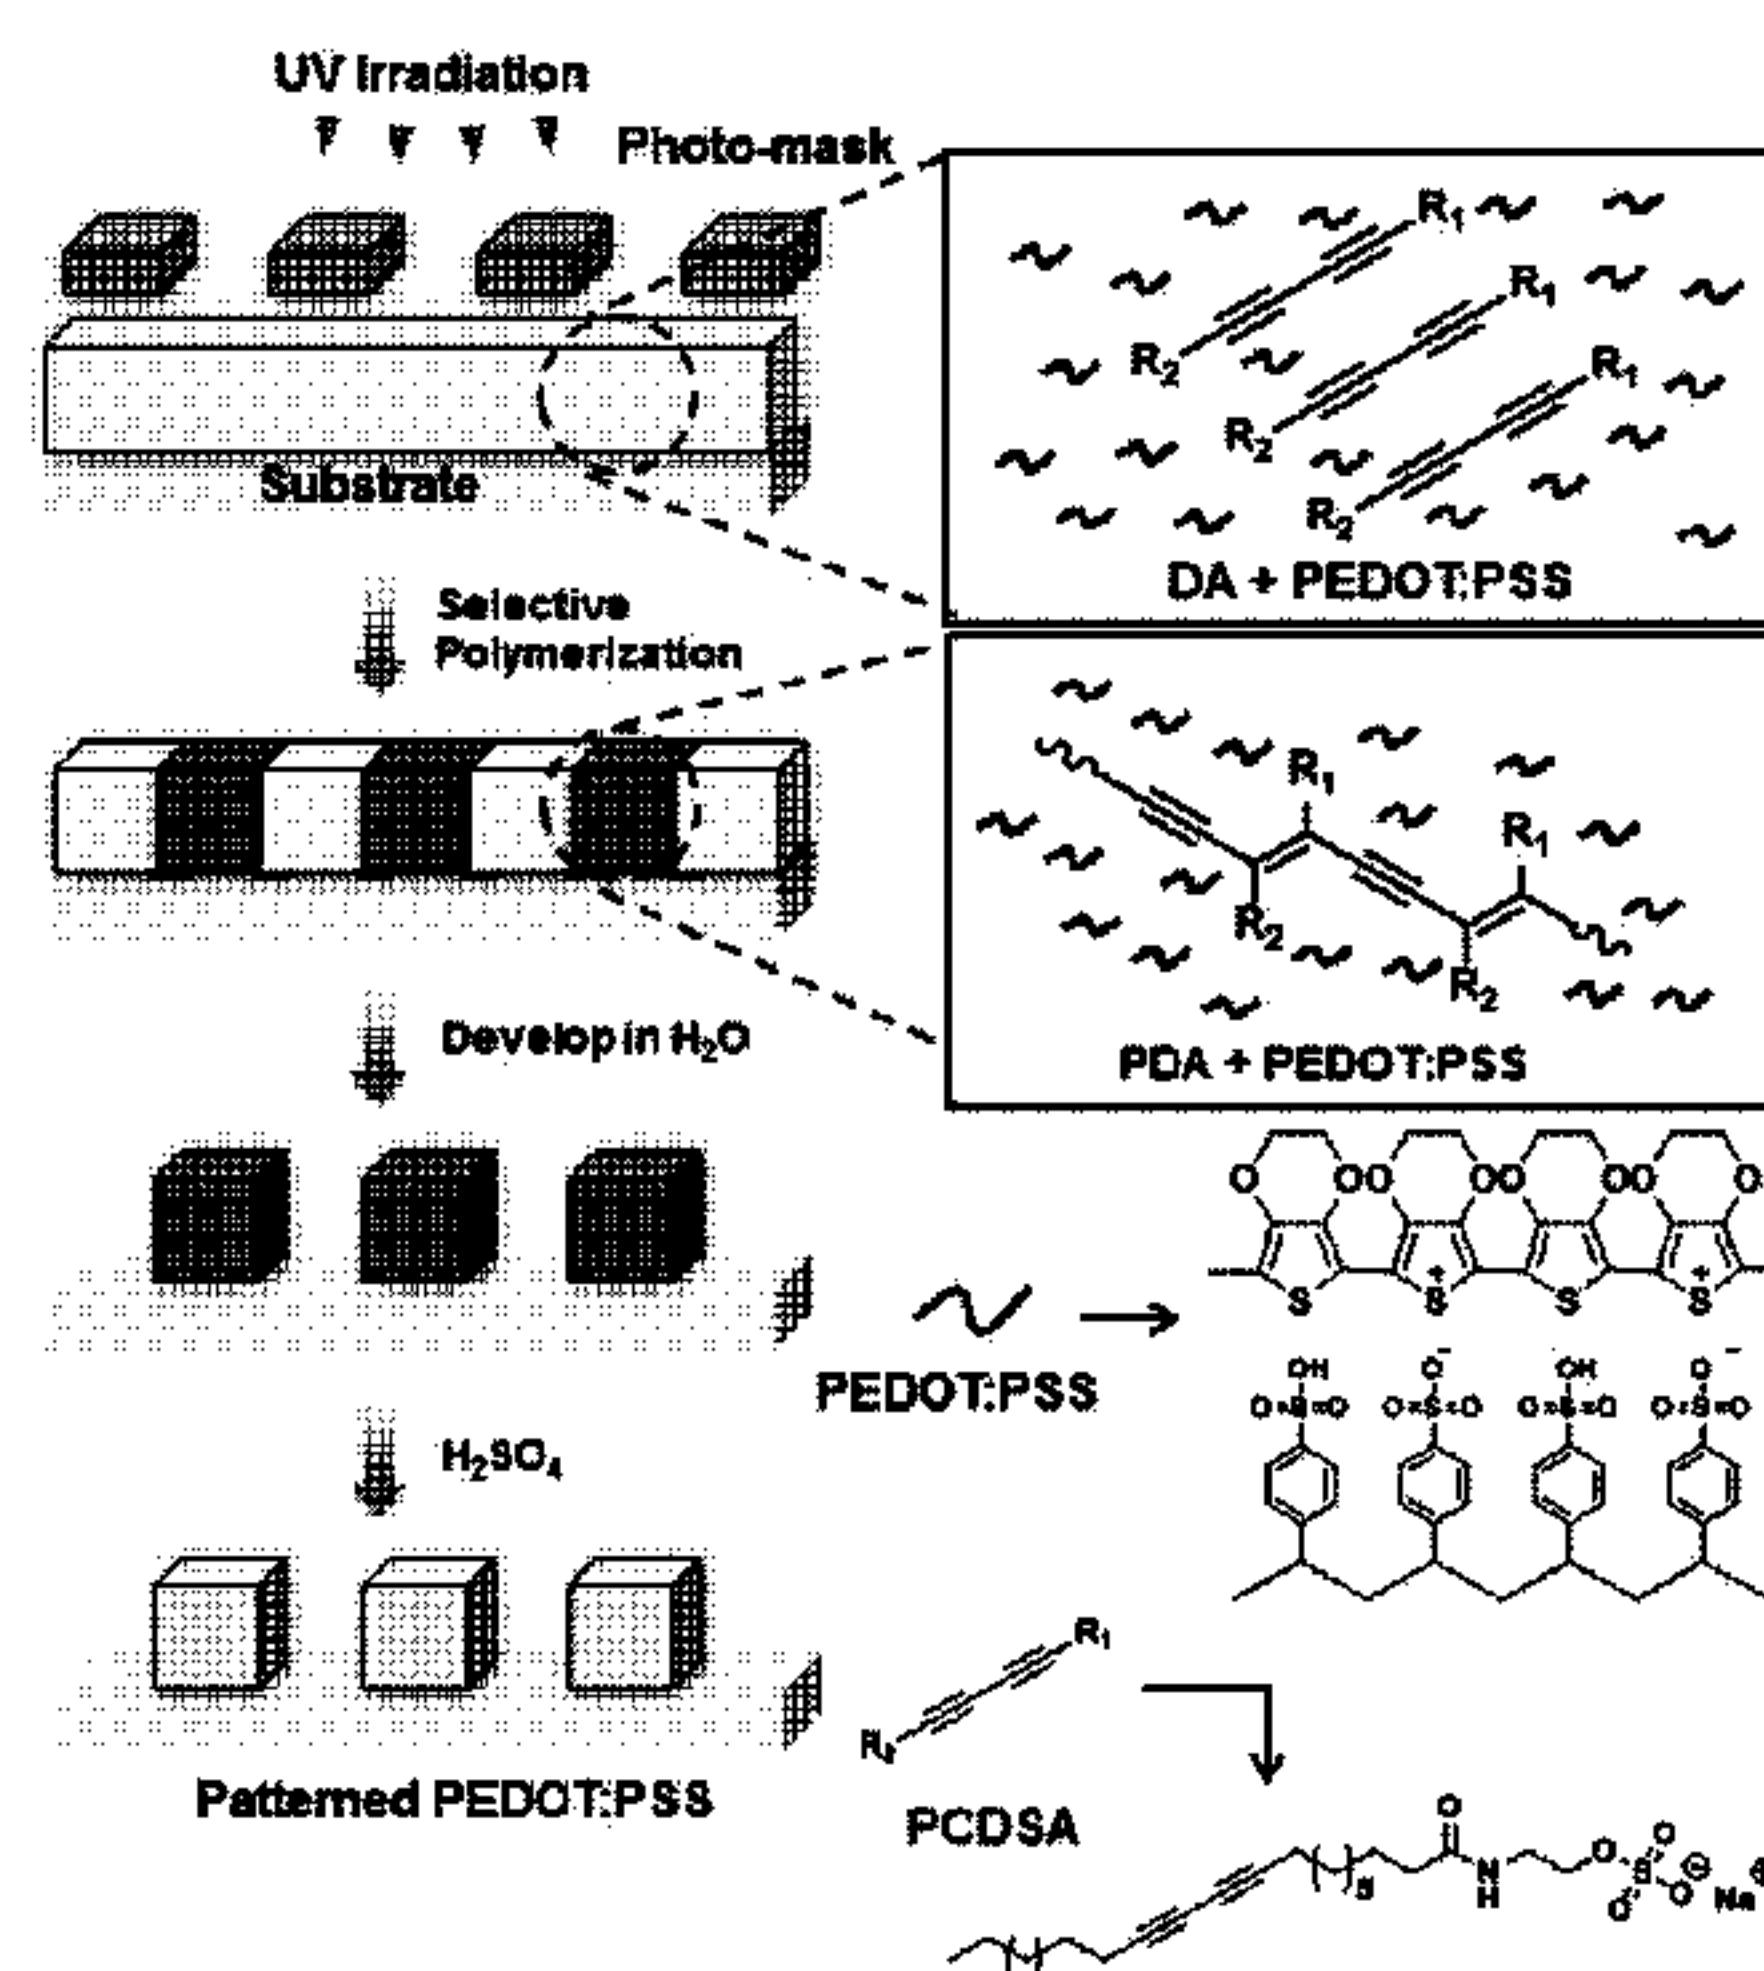 UV Irradiation
Photo-mask
Substrate
R₁
R₁
R₁
R₂
R₂
R₂
DA + PEDOT:PSS
Selective
Polymerization
R₁
R₁
R₂
R₂
PDA + PEDOT:PSS
Develop in H₂O
O OO OO OO O
S S S S
+ +
PEDOT:PSS
OH O⁻ OH O⁻
O=S=O O=S=O O=S=O O=S=O
H₂SO₄
Patterned PEDOT:PSS
R₁
PCDSA
O
N
H
O
O
S
O
O
⊖
Na